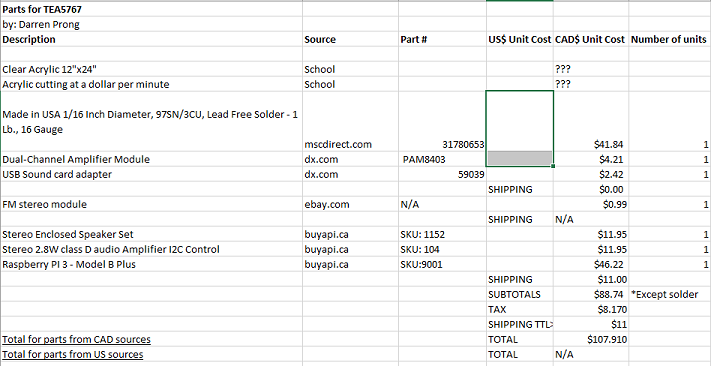 Parts for TEA5767
by: Darren Prong
Description Source Part # US$ Unit Cost CAD$ Unit Cost Number of units
Clear Acrylic 12"x24" School ???
Acrylic cutting at a dollar per minute School ???
Made in USA 1/16 Inch Diameter, 97SN/3CU, Lead Free Solder - 1
Lb., 16 Gauge
mscdirect.com 31780653 $41.84 1
Dual-Channel Amplifier Module dx.com PAM8403 $4.21 1
USB Sound card adapter dx.com 59039 $2.42 1
SHIPPING $0.00
FM stereo module ebay.com N/A $0.99 1
SHIPPING N/A
Stereo Enclosed Speaker Set buyapi.ca SKU: 1152 $11.95 1
Stereo 2.8W class D audio Amplifier I2C Control buyapi.ca SKU: 104 $11.95 1
Raspberry PI 3 - Model B Plus buyapi.ca SKU:9001 $46.22 1
SHIPPING $11.00
SUBTOTALS $88.74 *Except solder
TAX $8.170
SHIPPING TTL> $11
Total for parts from CAD sources TOTAL $107.910
Total for parts from US sources TOTAL N/A